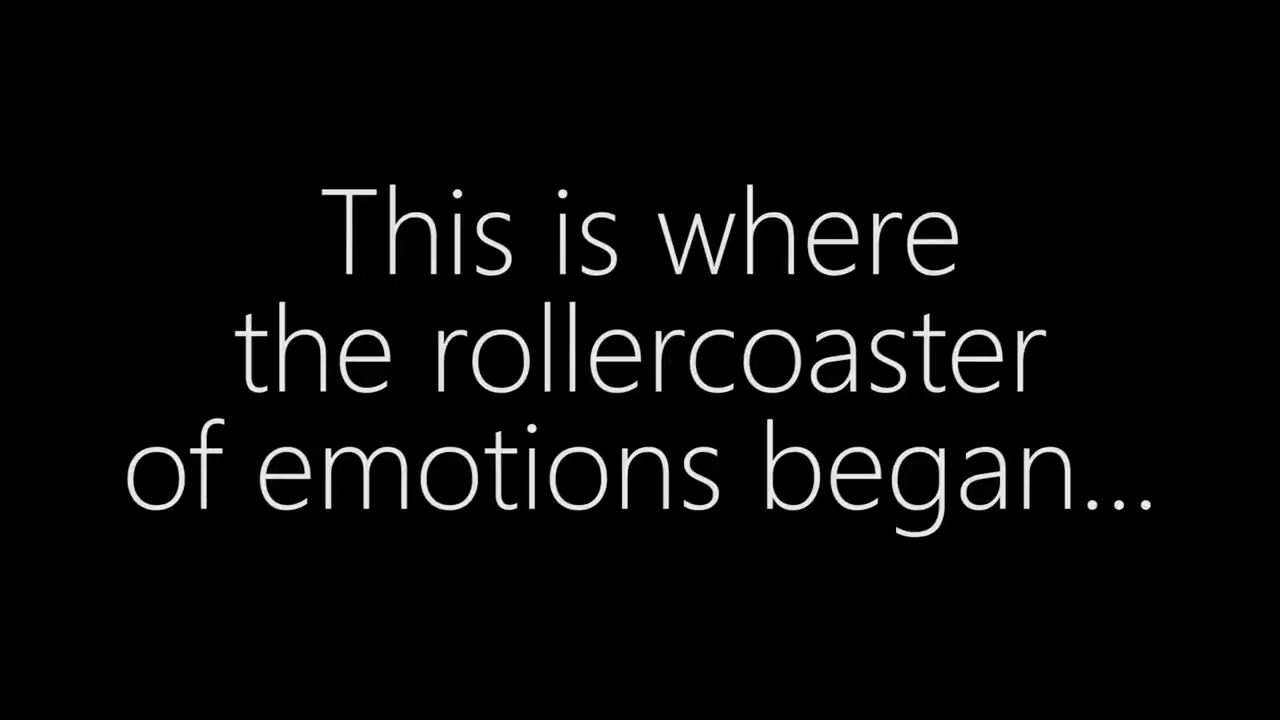 This is where
the rollercoaster
of emotions began...